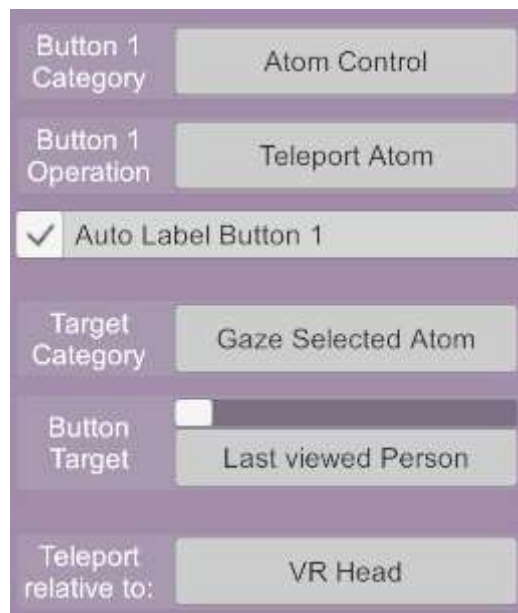 Button 1
Category
Atom Control
Button 1
Operation
Teleport Atom
Auto Label Button 1
Target
Category
Gaze Selected Atom
Button
Target
Last viewed Person
Teleport
relative to:
VR Head